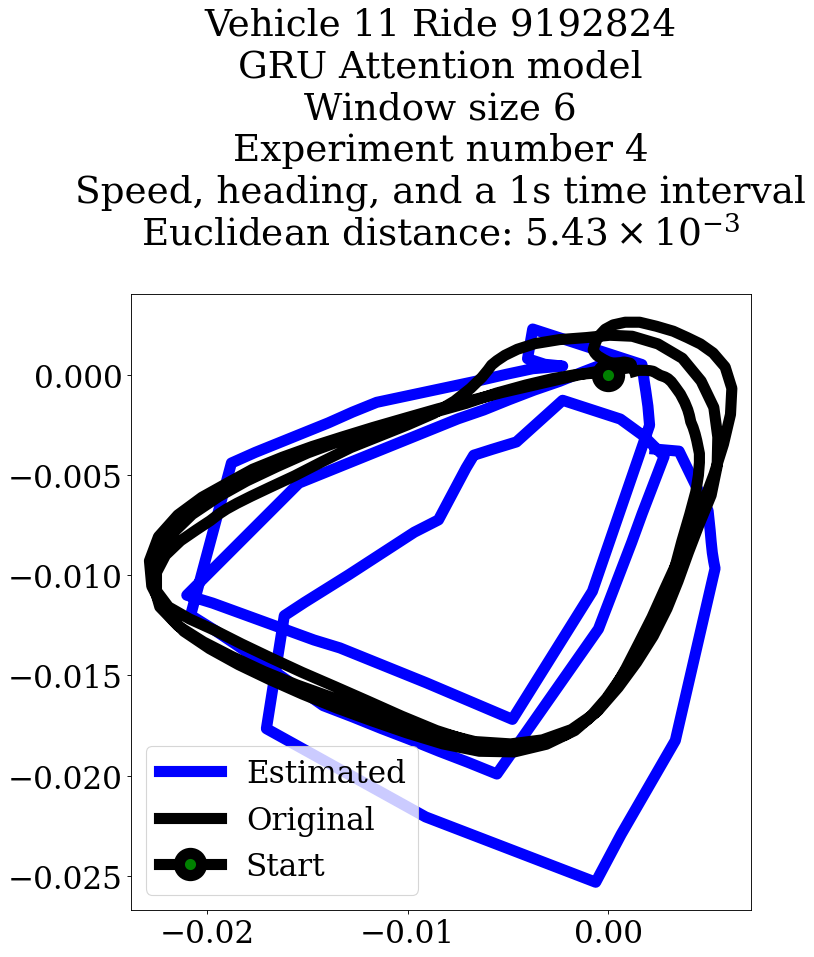 Vehicle 11 Ride 9192824
GRU Attention model
Window size 6
Experiment number 4
Speed, heading, and a 1s time interval
Euclidean distance: 5.43 × 10⁻³
0.000
−0.005
−0.010
−0.015
−0.020
−0.025
Estimated
Original
Start
−0.02
−0.01
0.00